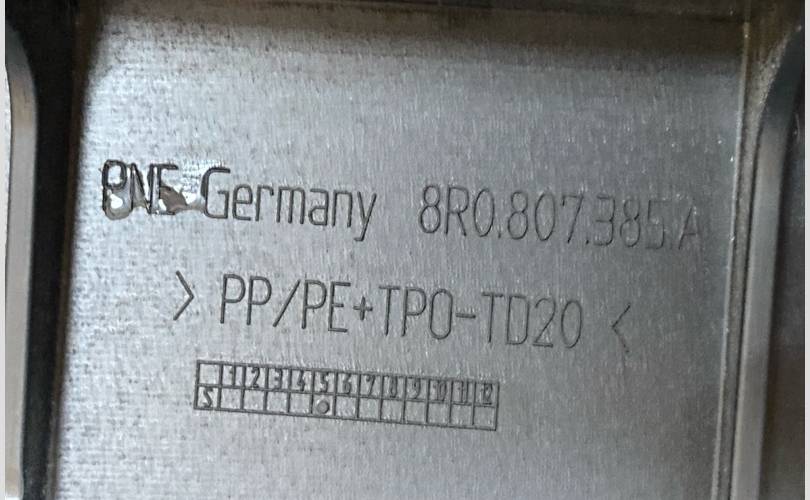 Germany 8R0.807.385.A
> PP/PE+TPO-TD20 <
1 2 3 4 5 6 7 8 9 10 11 12
S